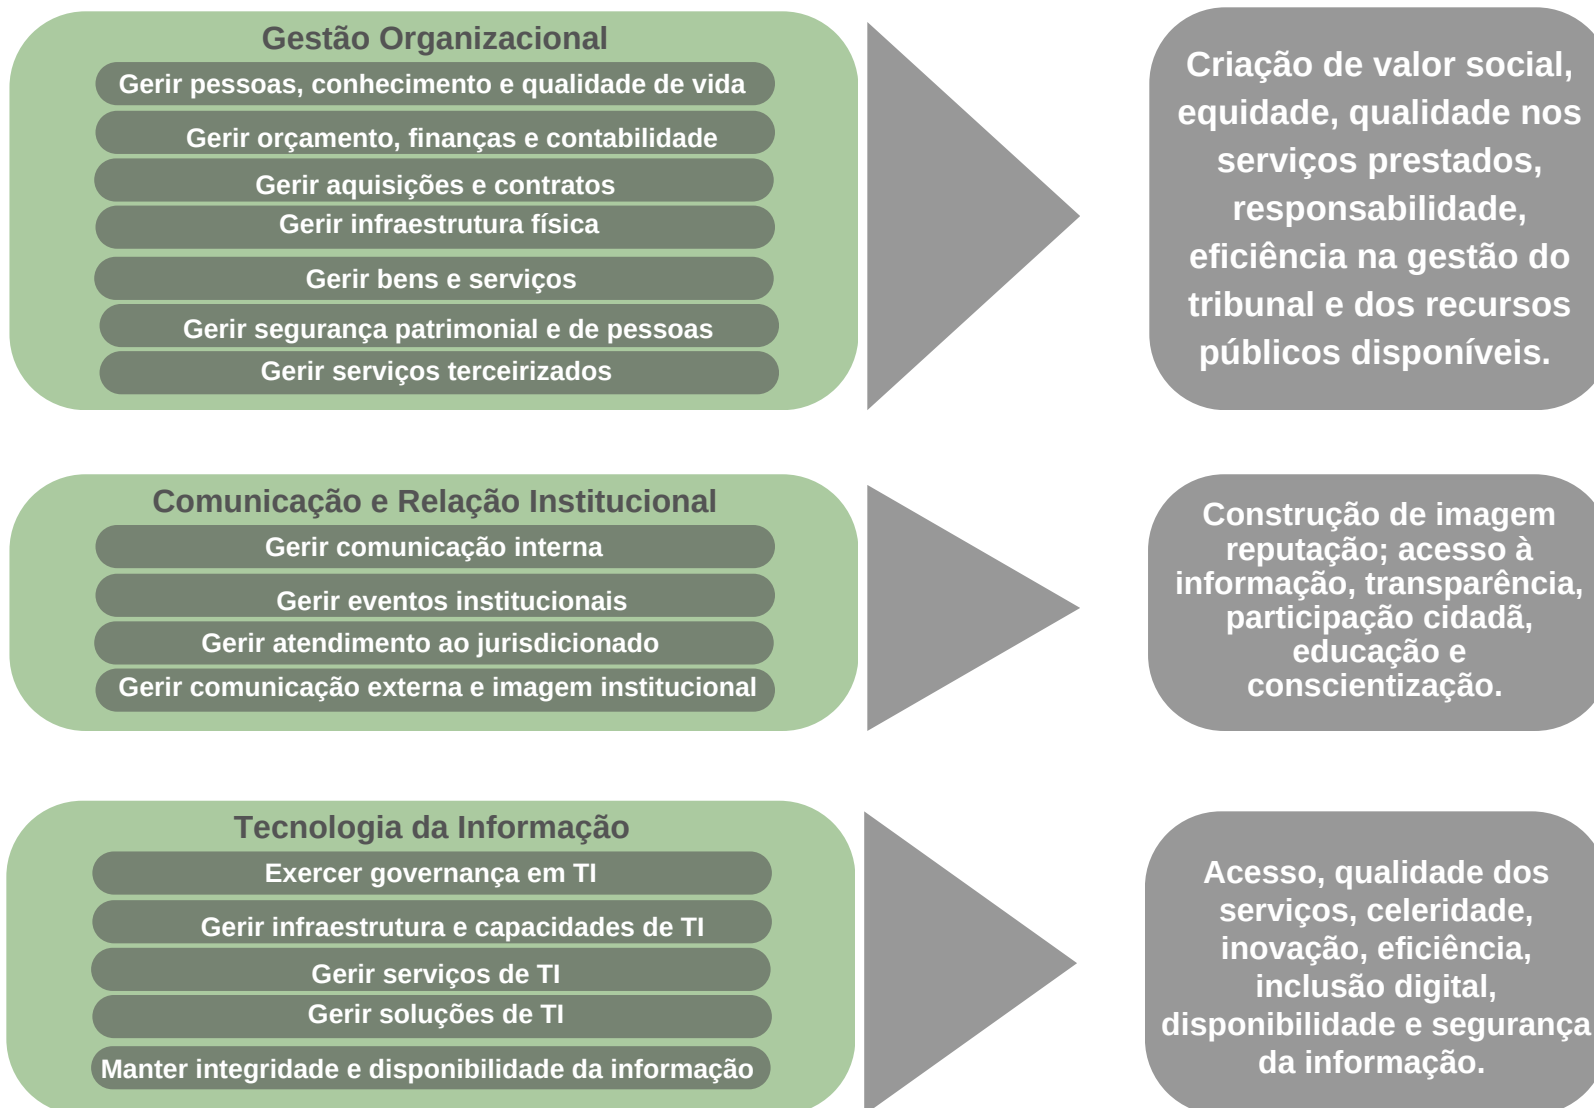 Gestão Organizacional
Gerir pessoas, conhecimento e qualidade de vida
Gerir orçamento, finanças e contabilidade
Gerir aquisições e contratos
Gerir infraestrutura física
Gerir bens e serviços
Gerir segurança patrimonial e de pessoas
Gerir serviços terceirizados
Criação de valor social,
equidade, qualidade nos
serviços prestados,
responsabilidade,
eficiência na gestão do
tribunal e dos recursos
públicos disponíveis.
Comunicação e Relação Institucional
Gerir comunicação interna
Gerir eventos institucionais
Gerir atendimento ao jurisdicionado
Gerir comunicação externa e imagem institucional
Construção de imagem
reputação; acesso à
informação, transparência,
participação cidadã,
educação e
conscientização.
Tecnologia da Informação
Exercer governança em TI
Gerir infraestrutura e capacidades de TI
Gerir serviços de TI
Gerir soluções de TI
Manter integridade e disponibilidade da informação
Acesso, qualidade dos
serviços, celeridade,
inovação, eficiência,
inclusão digital,
disponibilidade e segurança
da informação.